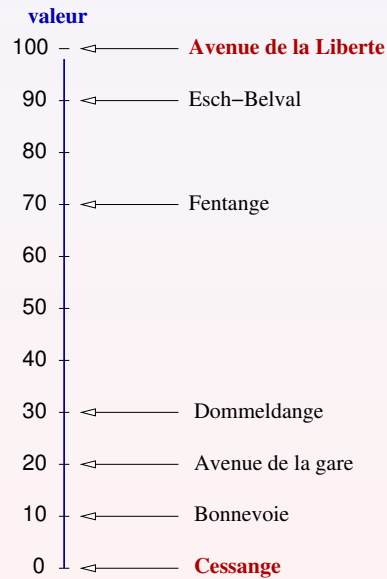 valeur
100 Avenue de la Liberte
90 Esch−Belval
80
70 Fentange
60
50
40
30 Dommeldange
20 Avenue de la gare
10 Bonnevoie
0 Cessange